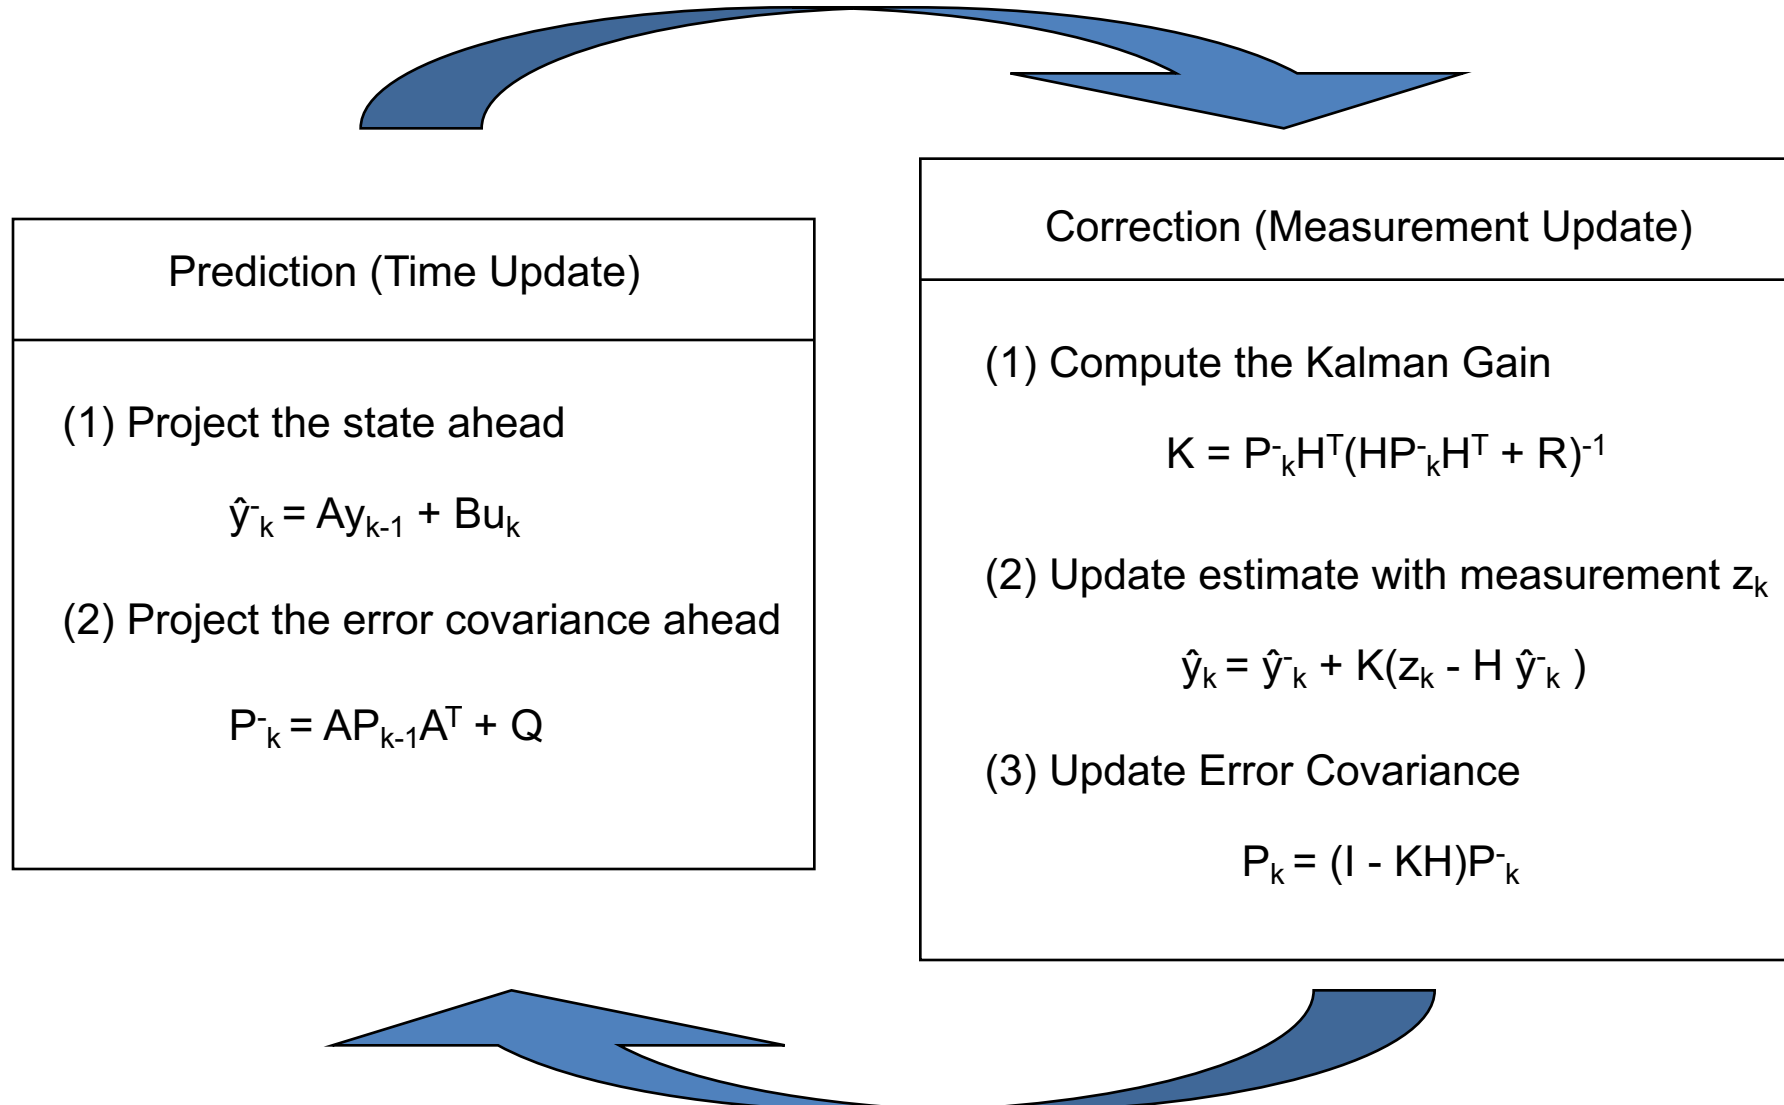 Prediction (Time Update)
(1) Project the state ahead
ŷ⁻ₖ = Ayₖ₋₁ + Buₖ
(2) Project the error covariance ahead
P⁻ₖ = APₖ₋₁Aᵀ + Q
Correction (Measurement Update)
(1) Compute the Kalman Gain
K = P⁻ₖHᵀ(HP⁻ₖHᵀ + R)⁻¹
(2) Update estimate with measurement zₖ
ŷₖ = ŷ⁻ₖ + K(zₖ - H ŷ⁻ₖ )
(3) Update Error Covariance
Pₖ = (I - KH)P⁻ₖ